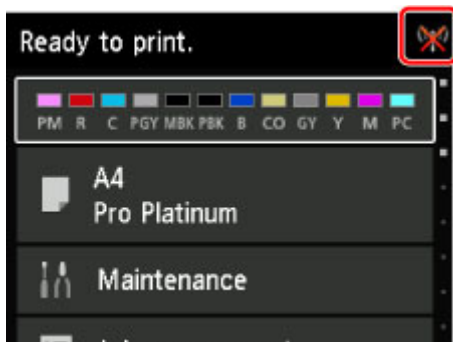 Ready to print.
PM R C PGY MBK PBK B CO GY Y M PC
A4
Pro Platinum
Maintenance